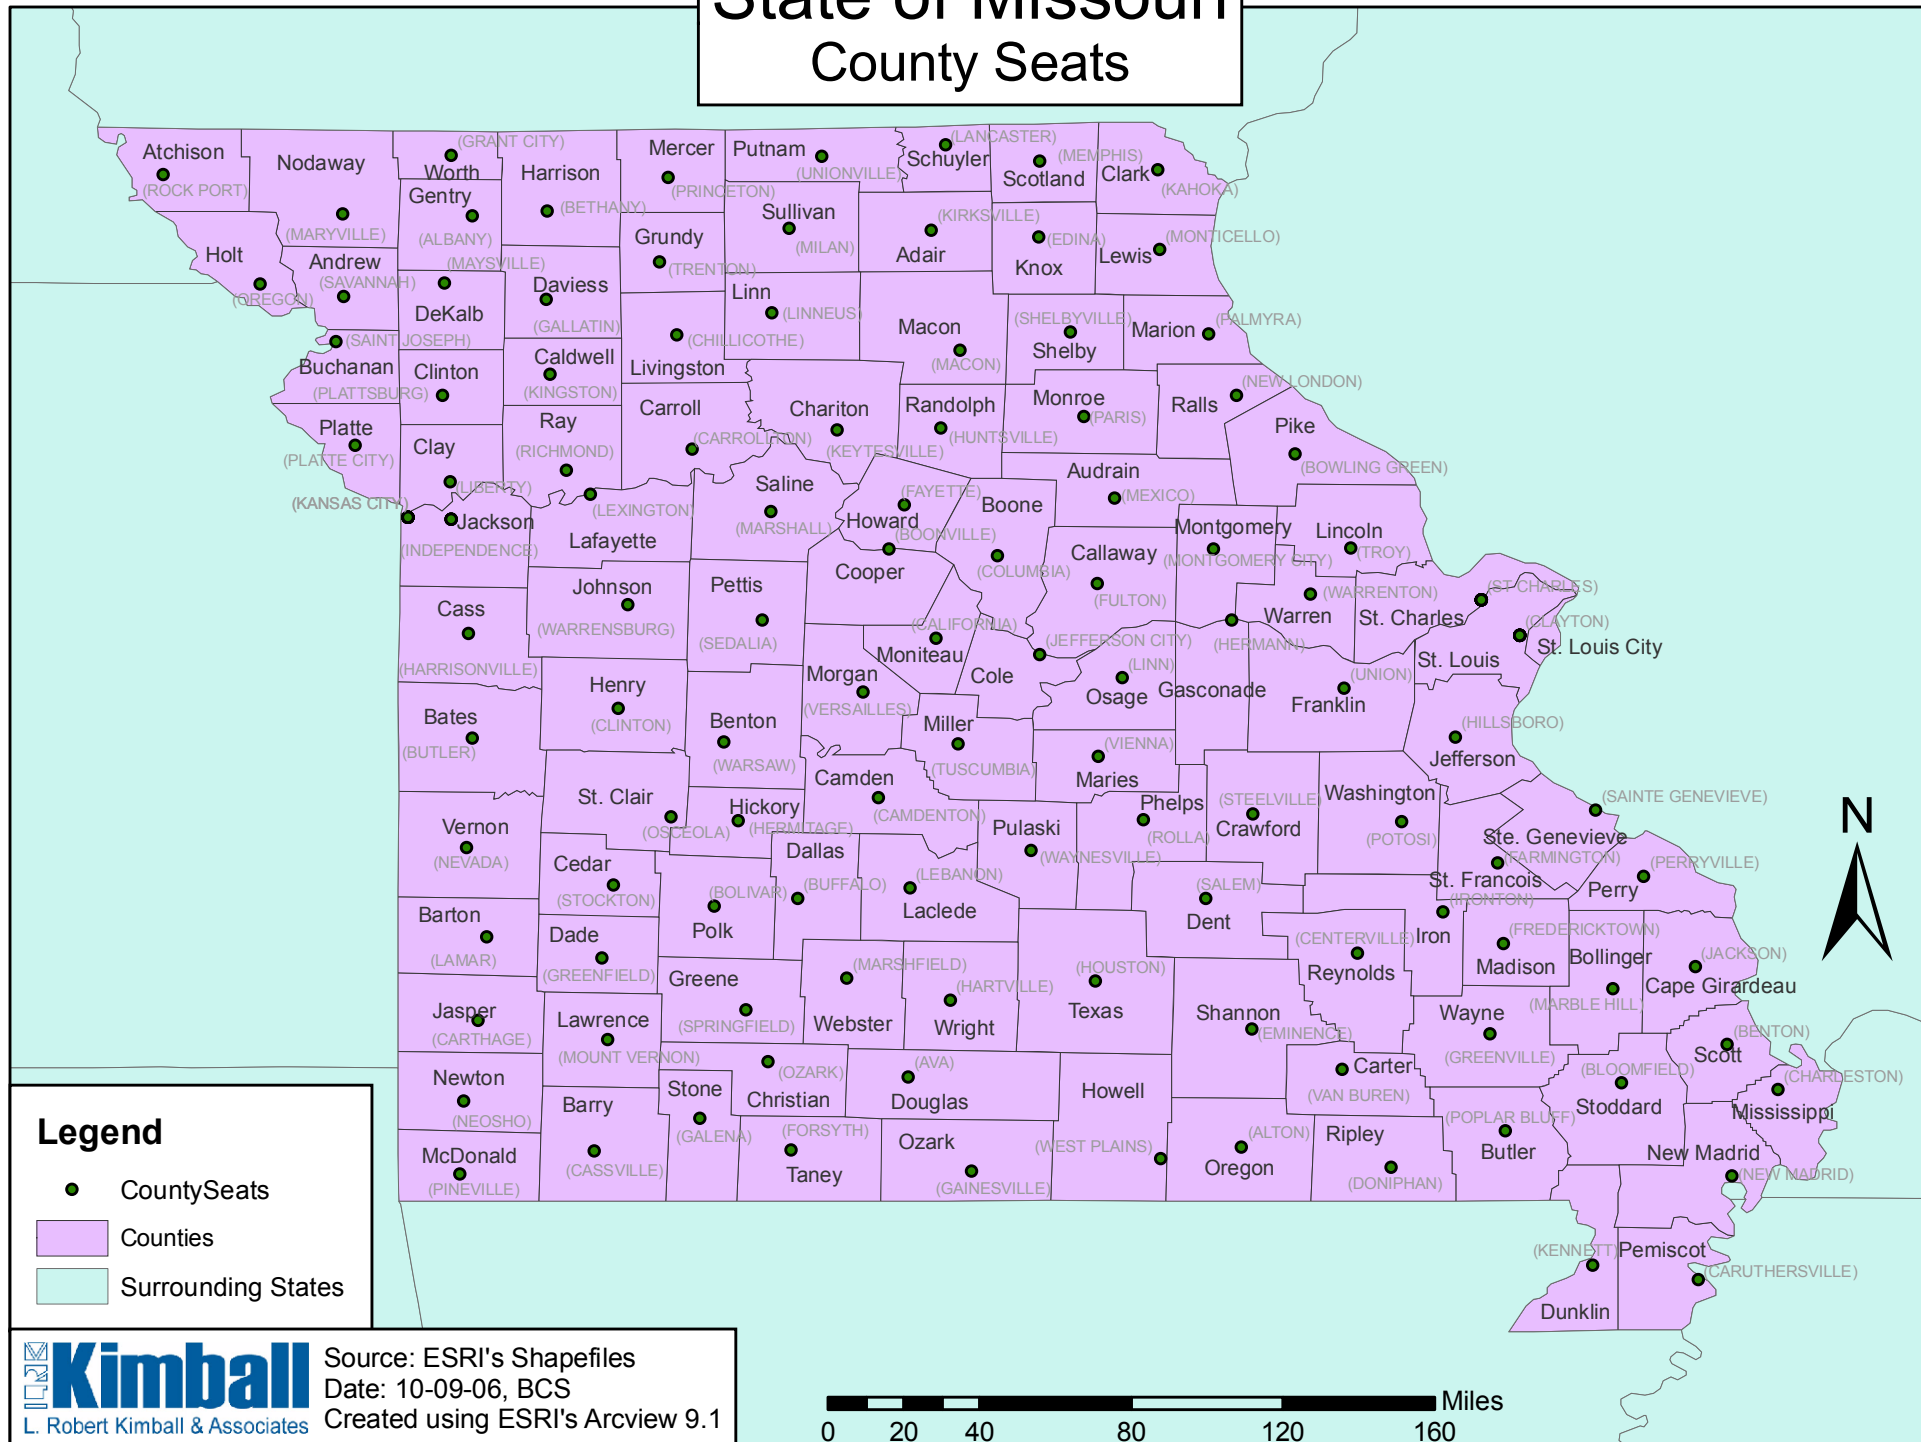 State of Missouri
County Seats
(GRANT CITY)
(LANCASTER)
Atchison
Nodaway
Worth
Harrison
Mercer
Putnam
Schuyler
(MEMPHIS)
Scotland
Clark
(ROCK PORT)
(UNIONVILLE)
(PRINCETON)
(KAHOKA)
Gentry
(BETHANY)
Sullivan
(KIRKSVILLE)
(MARYVILLE)
(ALBANY)
Grundy
(MILAN)
Adair
(EDINA)
(MONTICELLO)
Holt
Andrew
(MAYSVILLE)
(TRENTON)
Knox
Lewis
(SAVANNAH)
Daviess
Linn
(OREGON)
DeKalb
(GALLATIN)
(LINNEUS)
Macon
(SHELBYVILLE)
Marion
(PALMYRA)
(SAINT JOSEPH)
(CHILLICOTHE)
Shelby
Buchanan
Clinton
Caldwell
Livingston
(MACON)
(PLATTSBURG)
(KINGSTON)
(NEW LONDON)
Platte
Ray
Carroll
Chariton
Randolph
Monroe
(PARIS)
Ralls
Pike
(PLATTE CITY)
Clay
(RICHMOND)
(CARROLLTON)
(KEYTESVILLE)
(HUNTSVILLE)
(BOWLING GREEN)
(LIBERTY)
Saline
Audrain
(KANSAS CITY)
(LEXINGTON)
(FAYETTE)
Boone
(MEXICO)
Jackson
(MARSHALL)
Howard
(BOONVILLE)
Montgomery
Lincoln
(INDEPENDENCE)
Lafayette
Cooper
(COLUMBIA)
Callaway
(MONTGOMERY CITY)
(TROY)
Cass
Johnson
Pettis
(FULTON)
(WARRENTON)
(ST CHARLES)
(WARRENSBURG)
(SEDALIA)
(CALIFORNIA)
(JEFFERSON CITY)
(HERMANN)
Warren
St. Charles
(CLAYTON)
(HARRISONVILLE)
Morgan
Moniteau
Cole
(LINN)
St. Louis
St. Louis City
Henry
(VERSAILLES)
Osage
Gasconade
(UNION)
Franklin
Bates
(CLINTON)
Benton
Miller
(VIENNA)
(HILLSBORO)
(BUTLER)
(WARSAW)
(TUSCUMBIA)
Maries
Jefferson
St. Clair
Hickory
Camden
(CAMDENTON)
Phelps
(STEELVILLE)
Washington
(SAINTE GENEVIEVE)
Vernon
(OSCEOLA)
(HERMITAGE)
Pulaski
(ROLLA)
Crawford
(POTOSI)
Ste. Genevieve
(NEVADA)
Cedar
Dallas
(WAYNESVILLE)
(FARMINGTON)
(PERRYVILLE)
(STOCKTON)
(BOLIVAR)
(BUFFALO)
(LEBANON)
(SALEM)
St. Francois
Perry
Barton
Dade
Polk
Laclede
Dent
(IRONTON)
(LAMAR)
(GREENFIELD)
(CENTERVILLE)
Iron
(FREDERICKTOWN)
Greene
(MARSHFIELD)
(HOUSTON)
Reynolds
Madison
Bollinger
(JACKSON)
Jasper
Lawrence
(SPRINGFIELD)
Webster
(HARTVILLE)
Wright
Texas
Shannon
(EMINENCE)
Wayne
(MARBLE HILL)
Cape Girardeau
(CARTHAGE)
(MOUNT VERNON)
(GREENVILLE)
Scott
(BENTON)
Newton
(OZARK)
(AVA)
Howell
Carter
(BLOOMFIELD)
(CHARLESTON)
(NEOSHO)
Barry
Stone
Christian
Douglas
(VAN BUREN)
Stoddard
Mississippi
(GALENA)
(FORSYTH)
Ozark
(WEST PLAINS)
(ALTON)
Ripley
(POPLAR BLUFF)
McDonald
(CASSVILLE)
Taney
Oregon
Butler
New Madrid
(PINEVILLE)
(GAINESVILLE)
(DONIPHAN)
(NEW MADRID)
(KENNETT)
Pemiscot
(CARUTHERSVILLE)
Dunklin
N
Legend
CountySeats
Counties
Surrounding States
LRK
Kimball
L. Robert Kimball & Associates
Source: ESRI's Shapefiles
Date: 10-09-06, BCS
Created using ESRI's Arcview 9.1
Miles
0 20 40 80 120 160